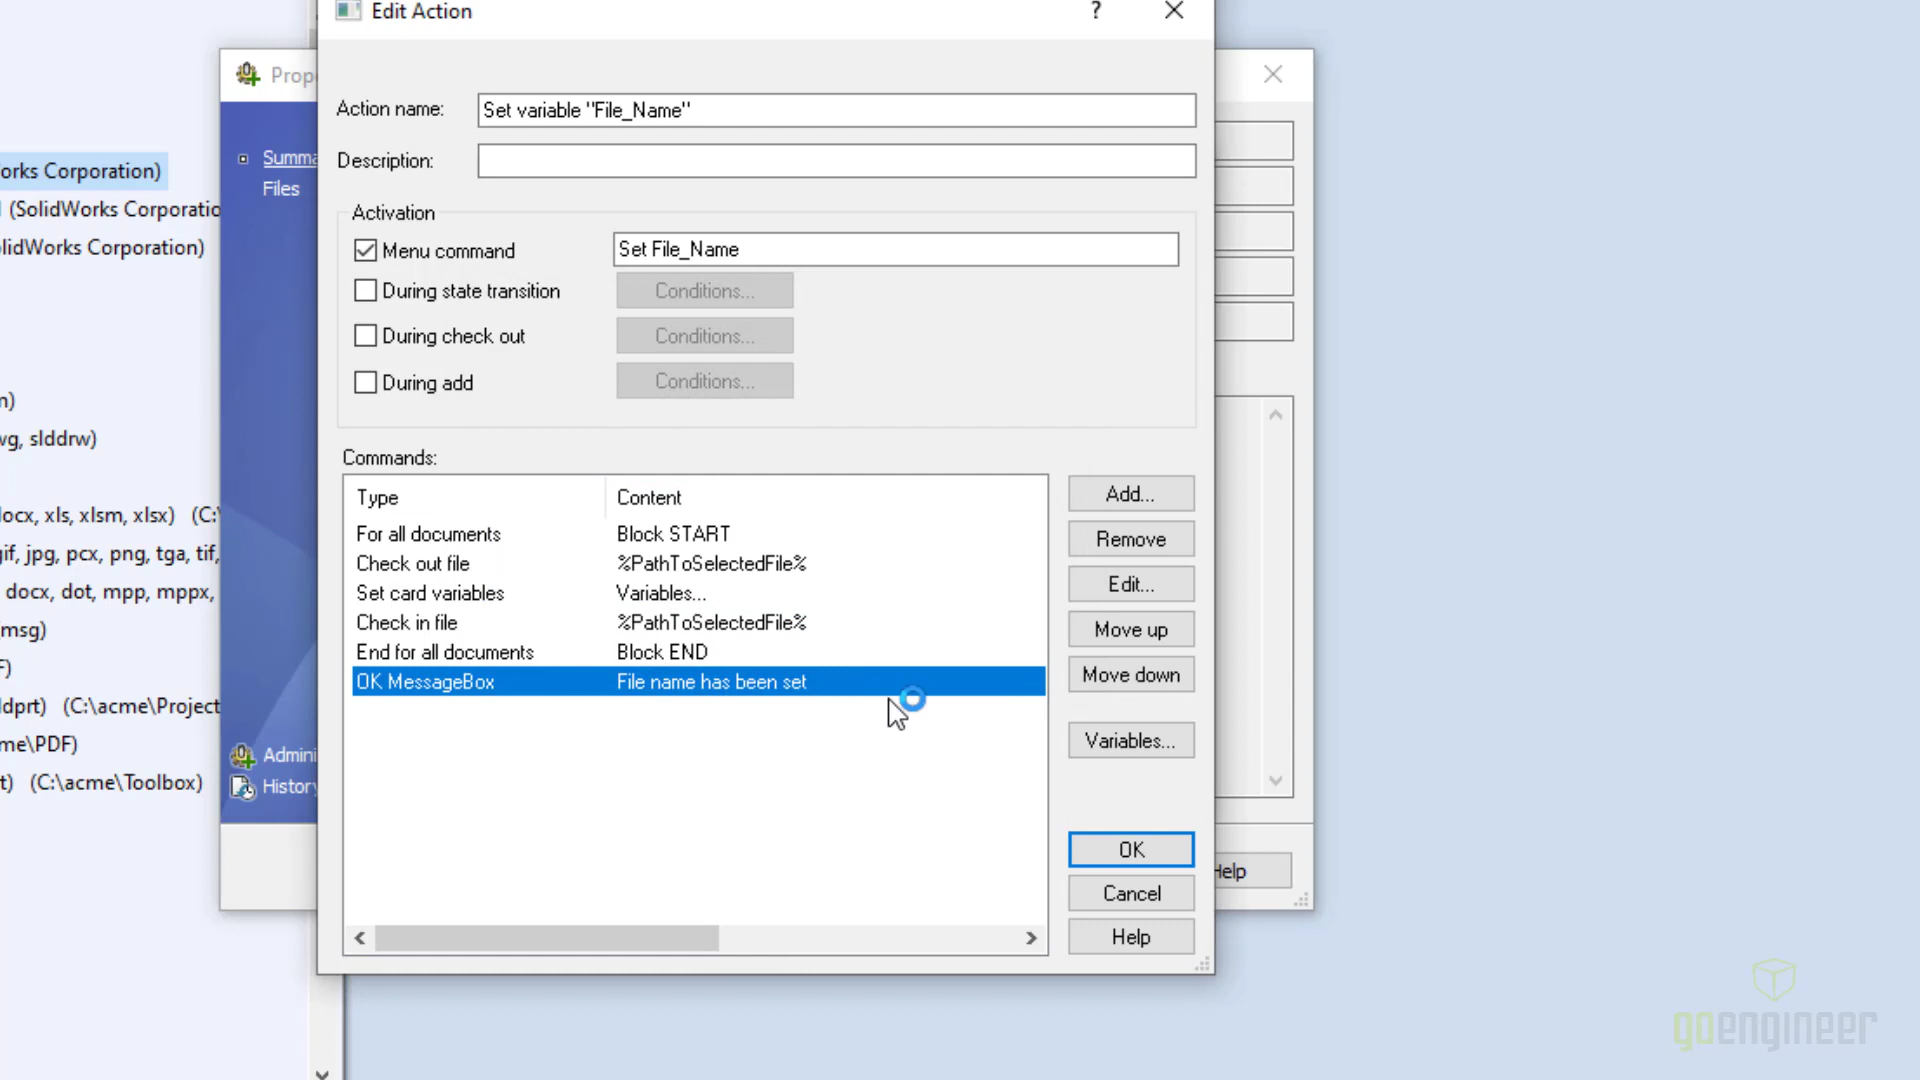 Edit Action
?
Prop
Action name:
Set variable "File_Name"
Description:
Summa
Files
orks Corporation)
(SolidWorks Corporatio
lidWorks Corporation)
Activation
Menu command
Set File_Name
During state transition
Conditions...
During check out
Conditions...
During add
Conditions...
wg, slddrw)
Commands:
Type
Content
For all documents
Block START
Check out file
%PathToSelectedFile%
Set card variables
Variables...
Check in file
%PathToSelectedFile%
End for all documents
Block END
OK MessageBox
File name has been set
Add...
Remove
Edit...
Move up
Move down
Variables...
OK
Cancel
Help
Help
ocx, xls, xlsm, xlsx) (C:\
if, jpg, pcx, png, tga, tif,
docx, dot, mpp, mppx,
msg)
F)
ldprt) (C:\acme\Project
me\PDF)
t) (C:\acme\Toolbox)
Admini
History
goengineer